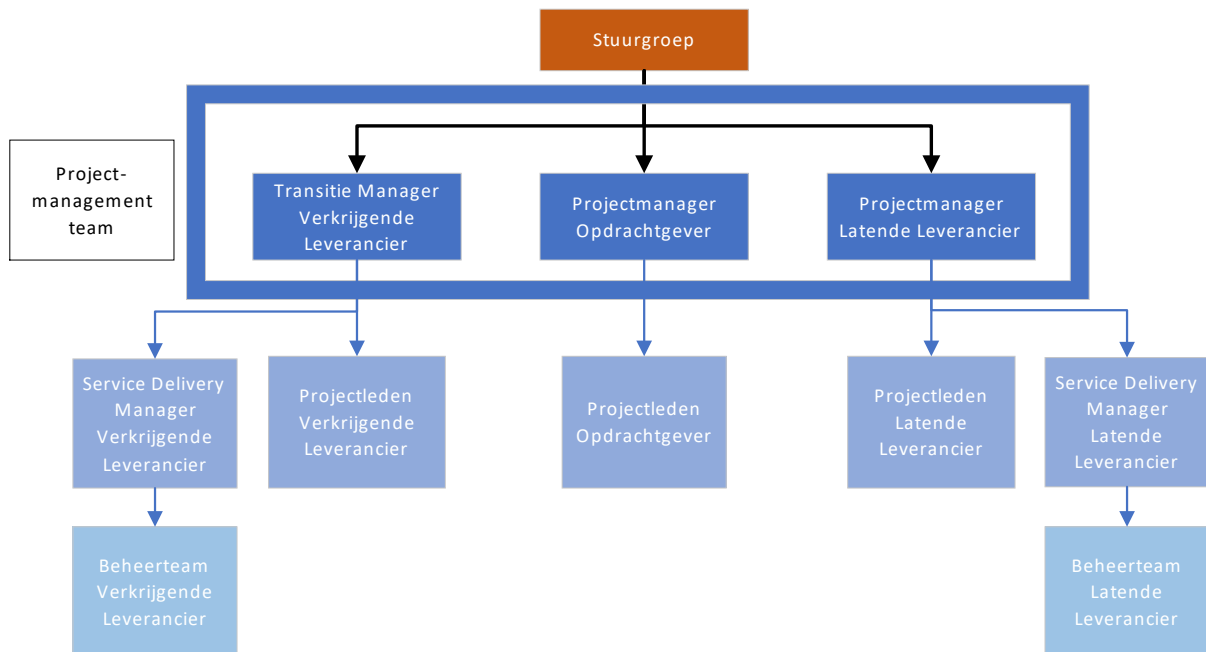 Stuurgroep
Project-
management
team
Transitie Manager
Verkrijgende
Leverancier
Projectmanager
Opdrachtgever
Projectmanager
Latende Leverancier
Service Delivery
Manager
Verkrijgende
Leverancier
Projectleden
Verkrijgende
Leverancier
Projectleden
Opdrachtgever
Projectleden
Latende
Leverancier
Service Delivery
Manager
Latende
Leverancier
Beheerteam
Verkrijgende
Leverancier
Beheerteam
Latende
Leverancier